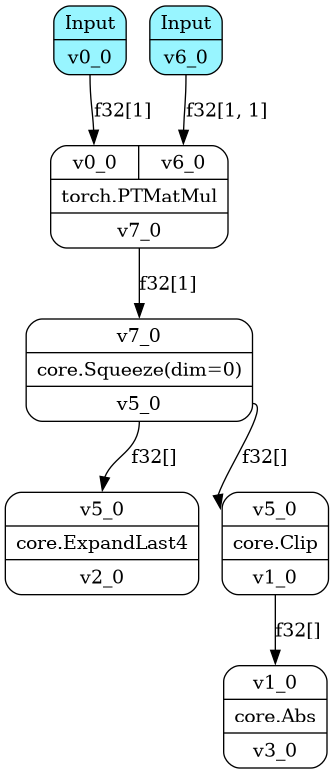 Input
v0_0
Input
v6_0
f32[1]
f32[1, 1]
v0_0
v6_0
torch.PTMatMul
v7_0
f32[1]
v7_0
core.Squeeze(dim=0)
v5_0
f32[]
f32[]
v5_0
core.ExpandLast4
v2_0
v5_0
core.Clip
v1_0
f32[]
v1_0
core.Abs
v3_0